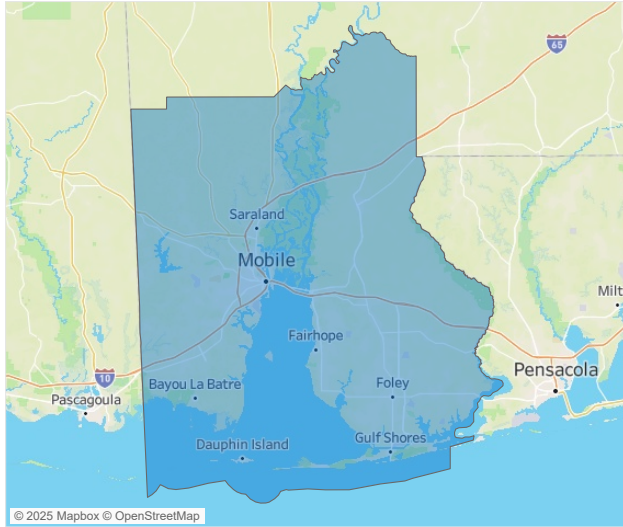 65
Saraland
Mobile
Milt
Fairhope
Pensacola
10
Bayou La Batre
Foley
Pascagoula
Gulf Shores
Dauphin Island
© 2025 Mapbox © OpenStreetMap